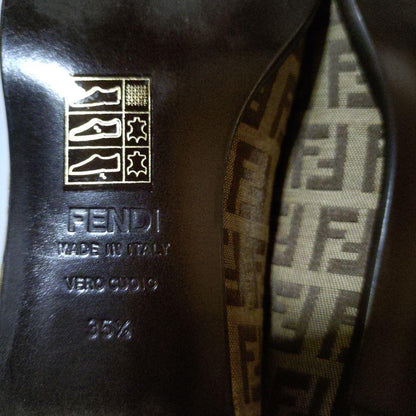 FENDI
MADE IN ITALY
VERO CUOIO
35½